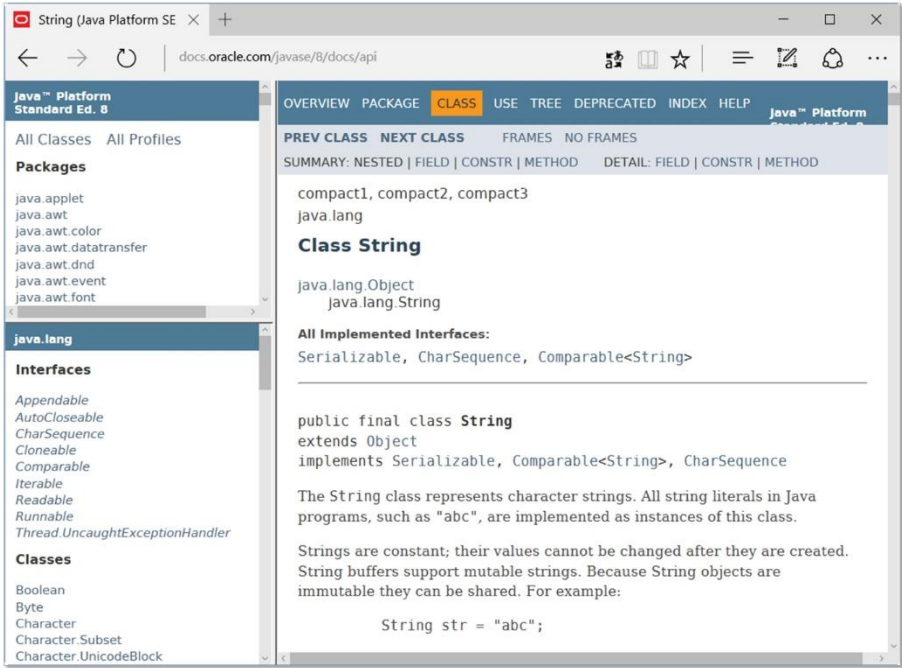 String (Java Platform SE
docs.oracle.com/javase/8/docs/api
Java™ Platform
Standard Ed. 8
All Classes All Profiles
Packages
java.applet
java.awt
java.awt.color
java.awt.datatransfer
java.awt.dnd
java.awt.event
java.awt.font
java.lang
Interfaces
Appendable
AutoCloseable
CharSequence
Cloneable
Comparable
Iterable
Readable
Runnable
Thread.UncaughtExceptionHandler
Classes
Boolean
Byte
Character
Character.Subset
Character.UnicodeBlock
OVERVIEW PACKAGE CLASS USE TREE DEPRECATED INDEX HELP
Java™ Platform
Standard Ed. 8
PREV CLASS NEXT CLASS FRAMES NO FRAMES
SUMMARY: NESTED | FIELD | CONSTR | METHOD DETAIL: FIELD | CONSTR | METHOD
compact1, compact2, compact3
java.lang
Class String
java.lang.Object
java.lang.String
All Implemented Interfaces:
Serializable, CharSequence, Comparable<String>
public final class String
extends Object
implements Serializable, Comparable<String>, CharSequence
The String class represents character strings. All string literals in Java
programs, such as "abc", are implemented as instances of this class.
Strings are constant; their values cannot be changed after they are created.
String buffers support mutable strings. Because String objects are
immutable they can be shared. For example:
String str = "abc";